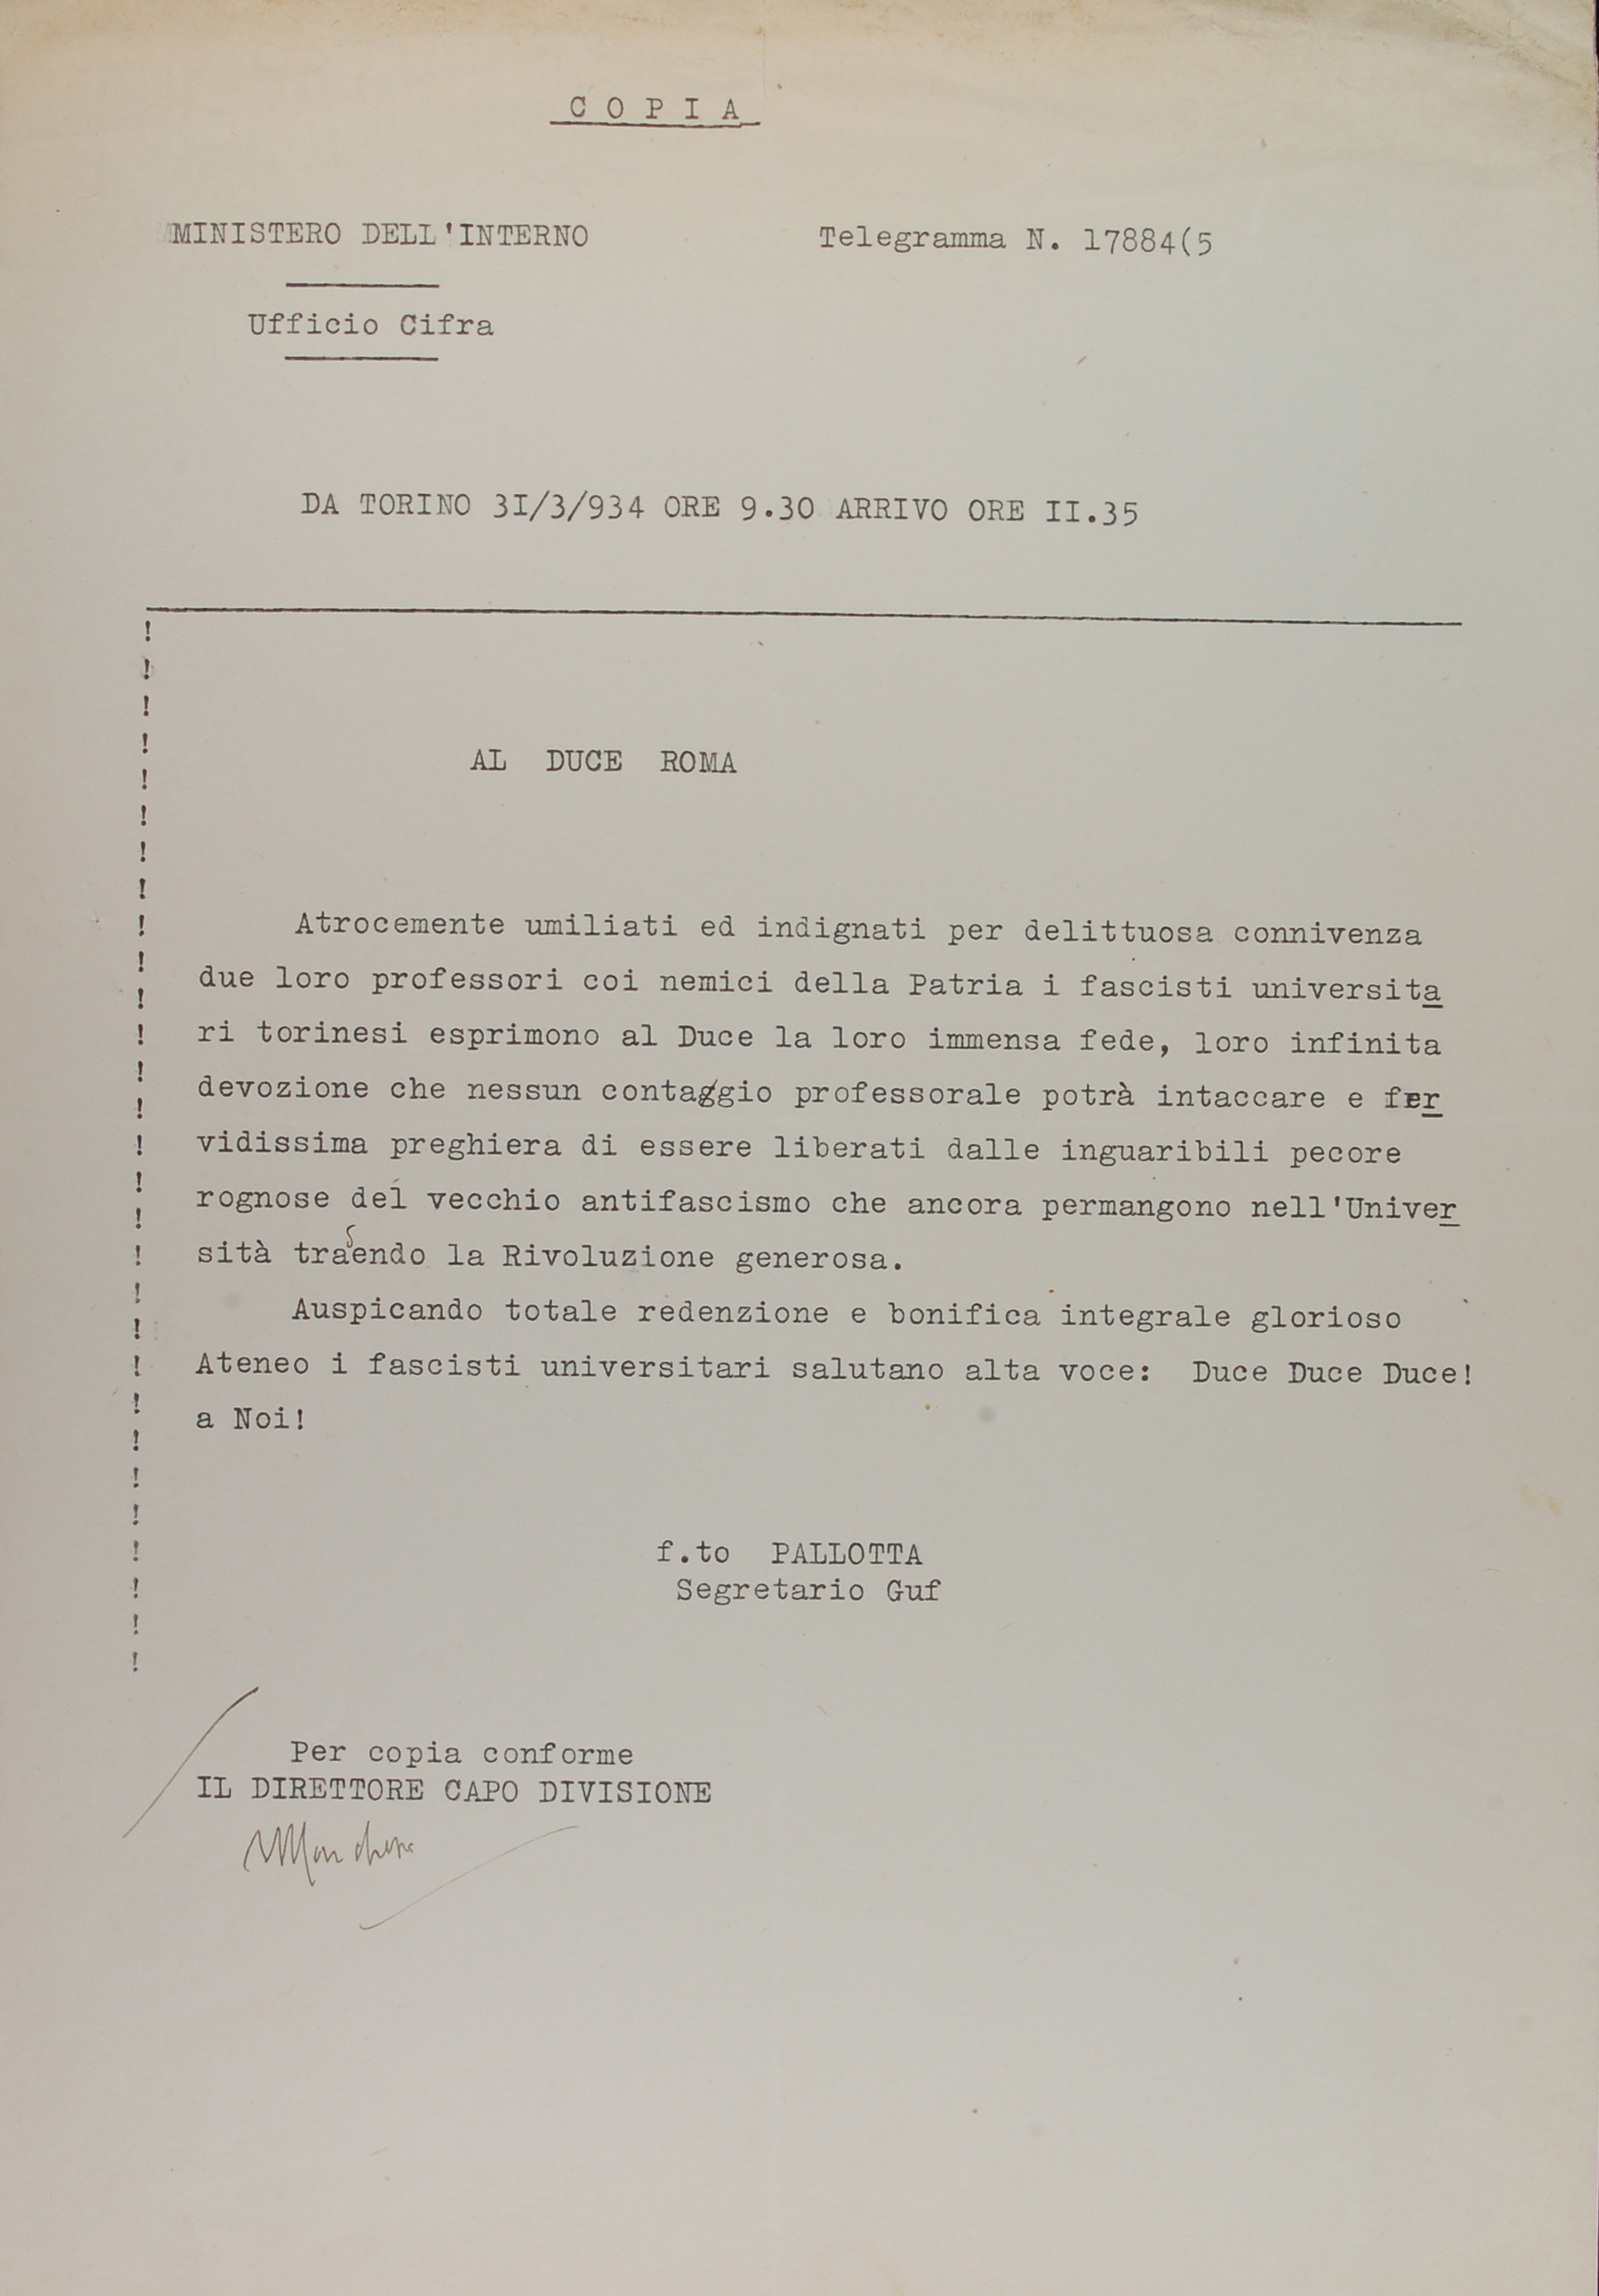 COPIA
MINISTERO DELL'INTERNO
Telegramma N. 17884(5
Ufficio Cifra
DA TORINO 3I/3/934 ORE 9.30 ARRIVO ORE II.35
AL DUCE ROMA
Atrocemente umiliati ed indignati per delittuosa connivenza
due loro professori coi nemici della Patria i fascisti universita
ri torinesi esprimono al Duce la loro immensa fede, loro infinita
devozione che nessun contaggio professorale potrà intaccare e fer
vidissima preghiera di essere liberati dalle inguaribili pecore
rognose del vecchio antifascismo che ancora permangono nell'Univer
sità trasendo la Rivoluzione generosa.
Auspicando totale redenzione e bonifica integrale glorioso
Ateneo i fascisti universitari salutano alta voce: Duce Duce Duce!
a Noi!
f.to PALLOTTA
Segretario Guf
Per copia conforme
IL DIRETTORE CAPO DIVISIONE